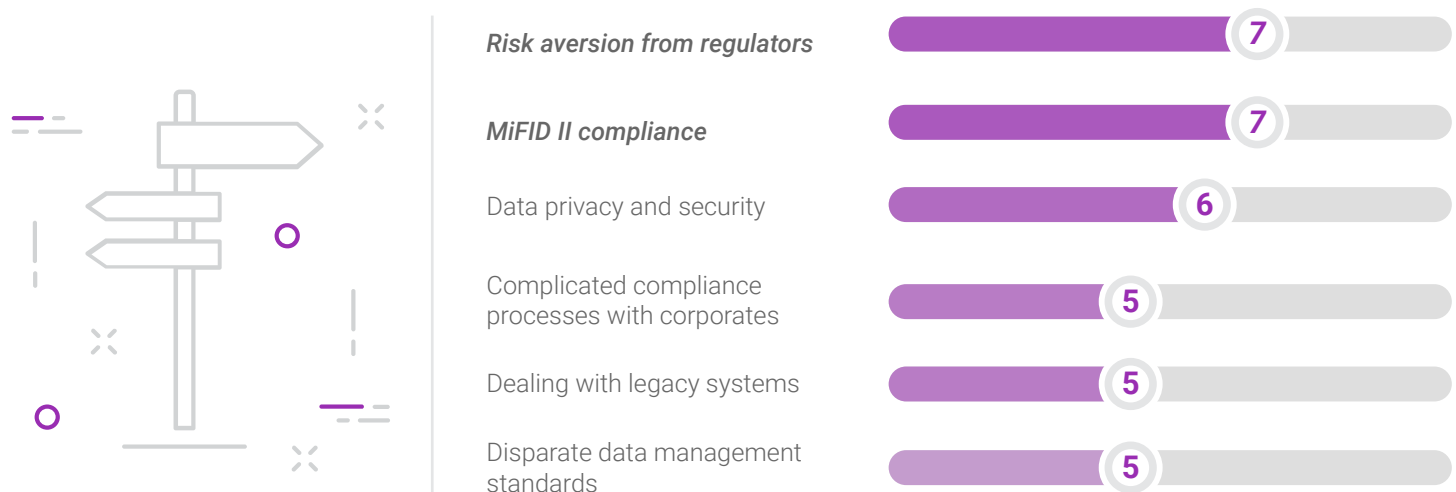 Risk aversion from regulators
7
MiFID II compliance
7
Data privacy and security
6
Complicated compliance
processes with corporates
5
Dealing with legacy systems
5
Disparate data management
standards
5